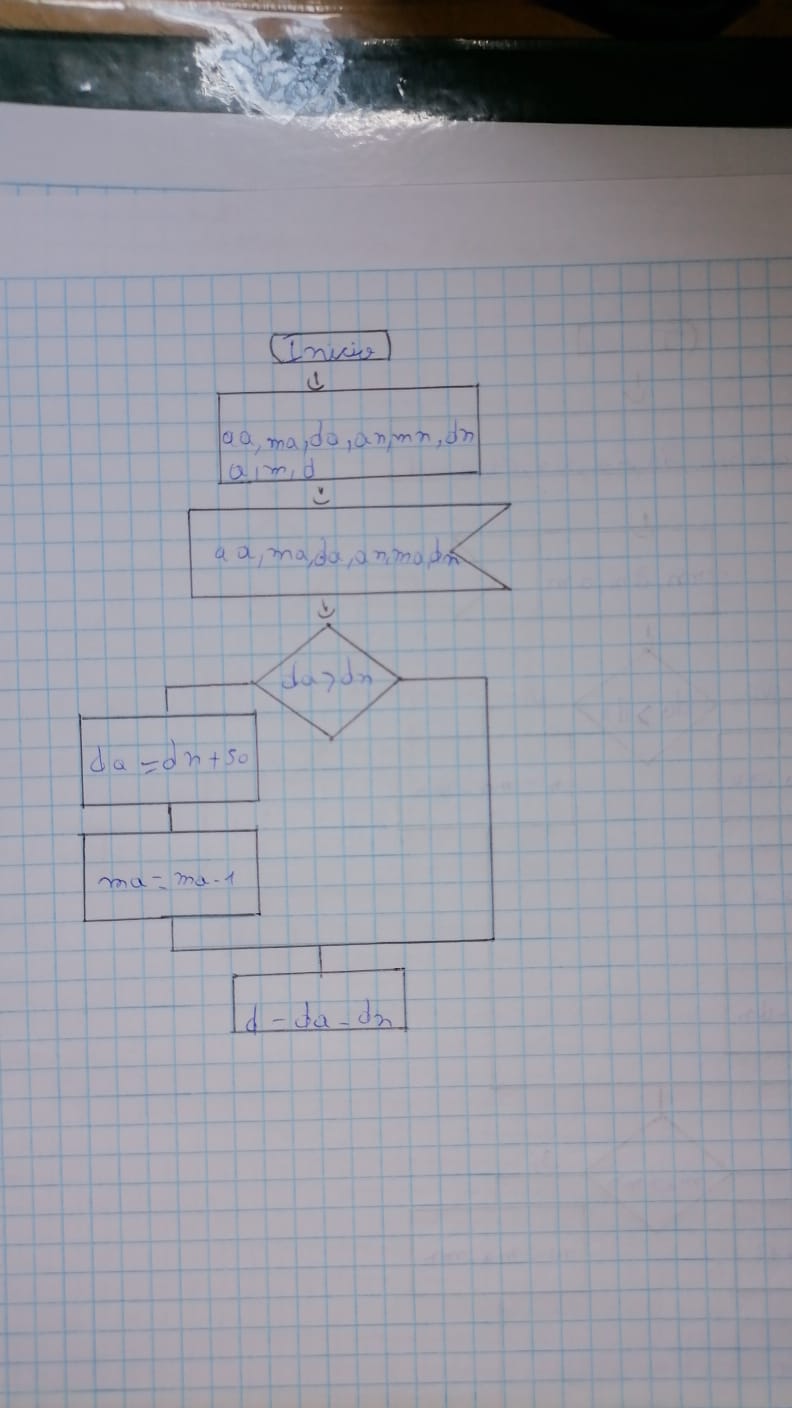 Inicio
aa, ma, da, an, mn, dn
a, m, d
aa, ma, da, an, ma, dn
da > dn
da = dn + 30
ma = ma - 1
d = da - dn